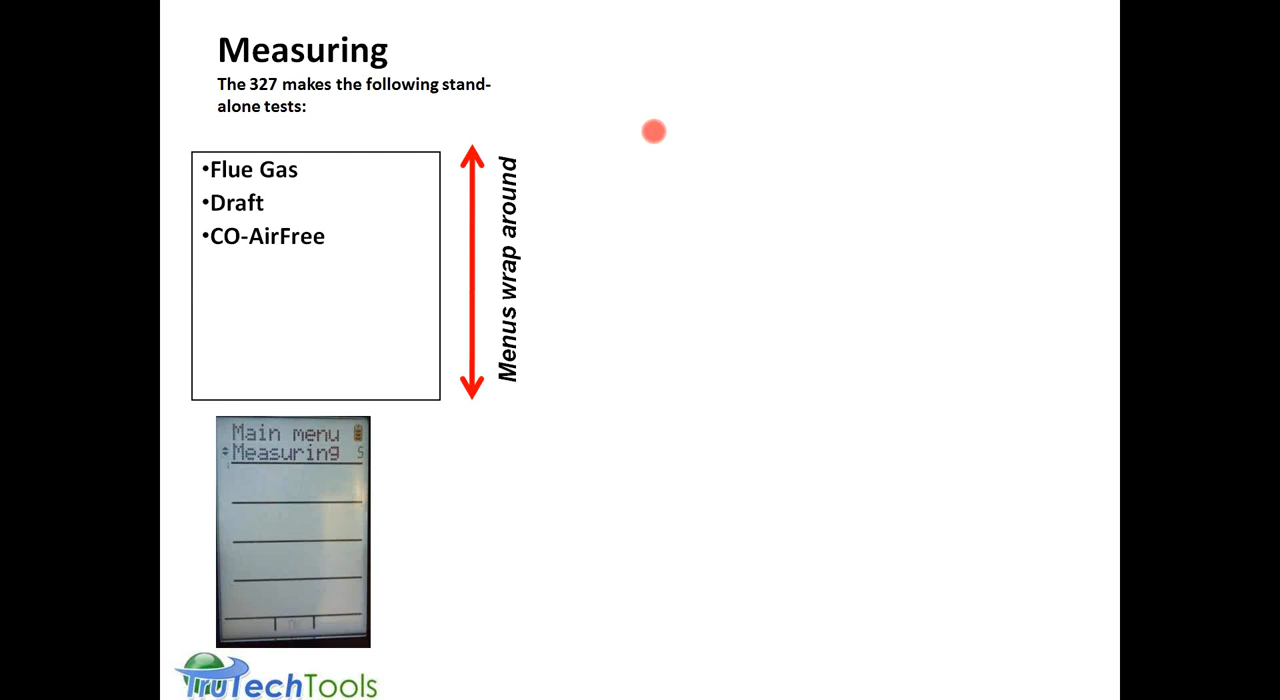 Measuring
The 327 makes the following stand-
alone tests:
•Flue Gas
•Draft
•CO-AirFree
Menus wrap around
Main menu
Measuring 5
TruTechTools